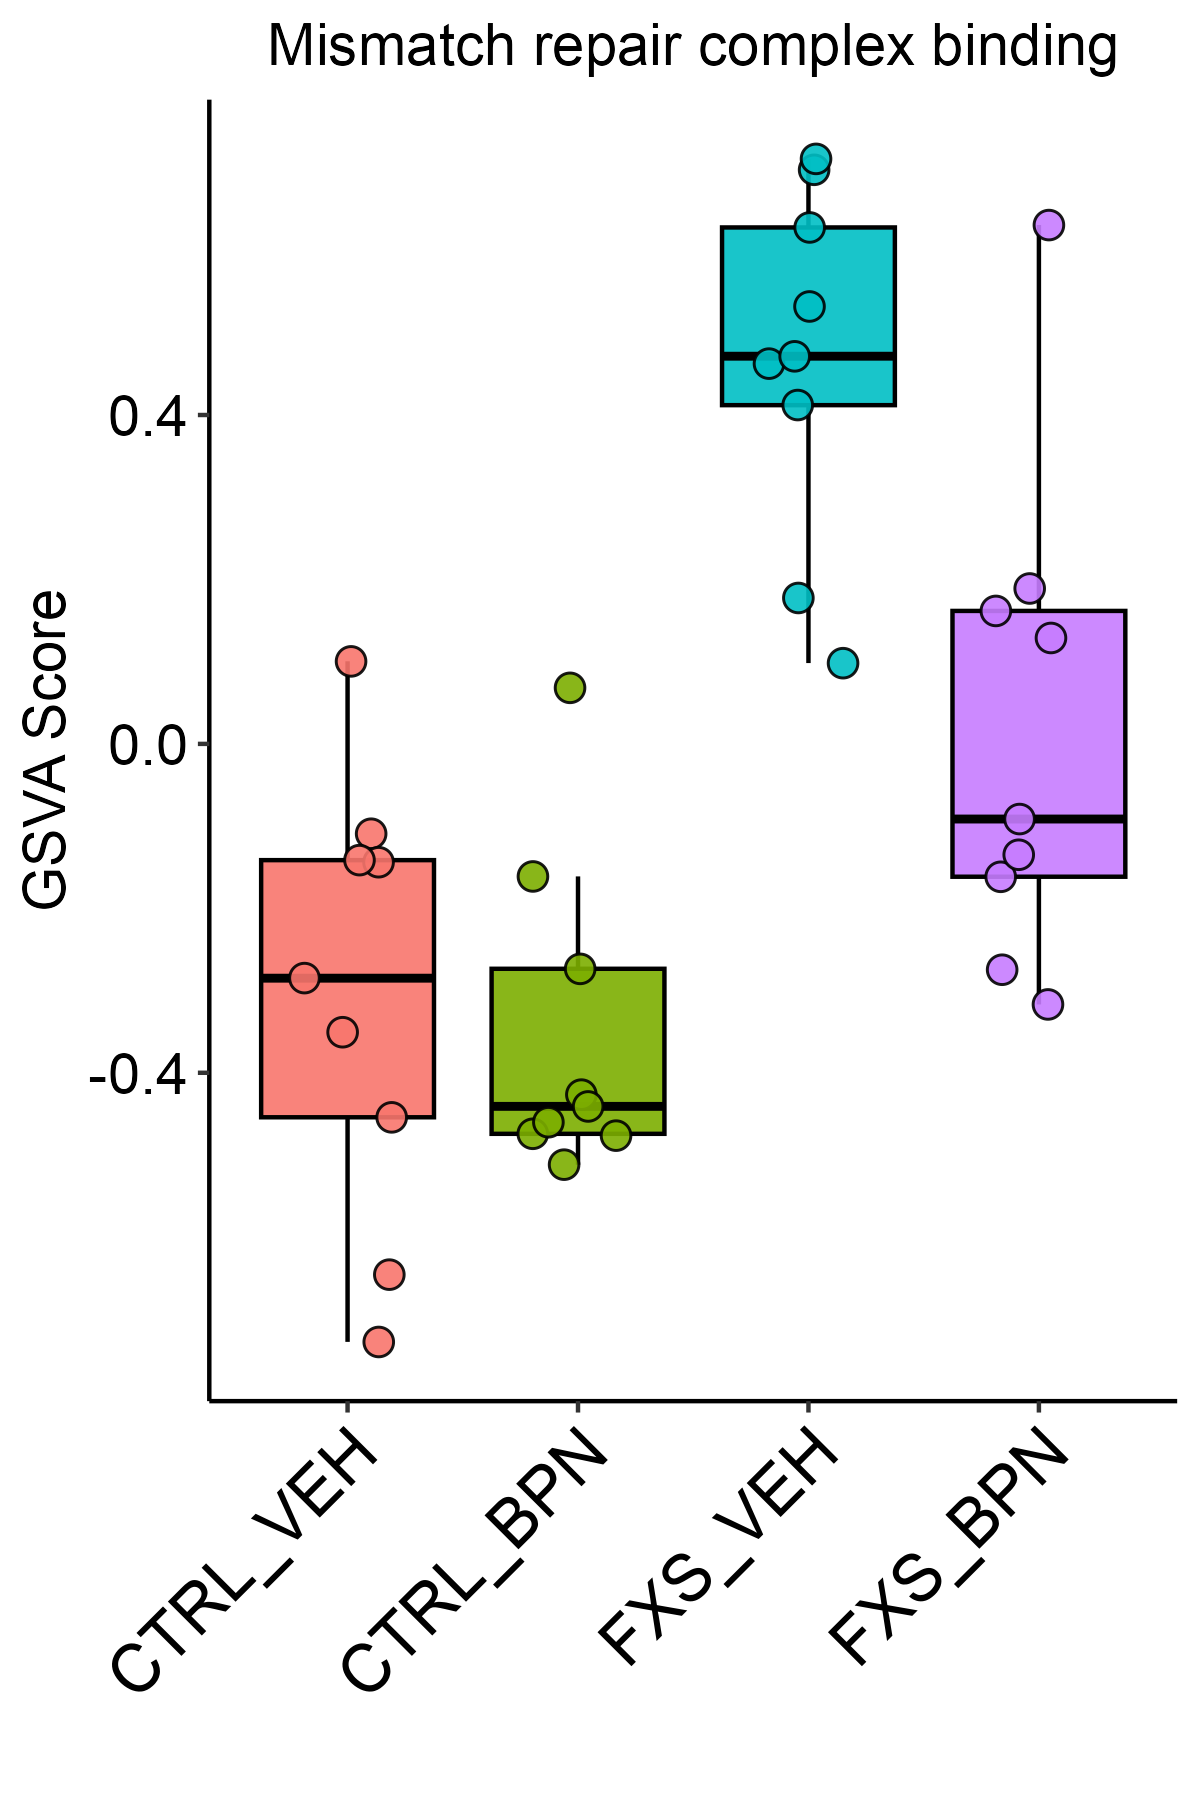 Mismatch repair complex binding
GSVA Score
0.4
0.0
-0.4
CTRL_VEH
CTRL_BPN
FXS_VEH
FXS_BPN